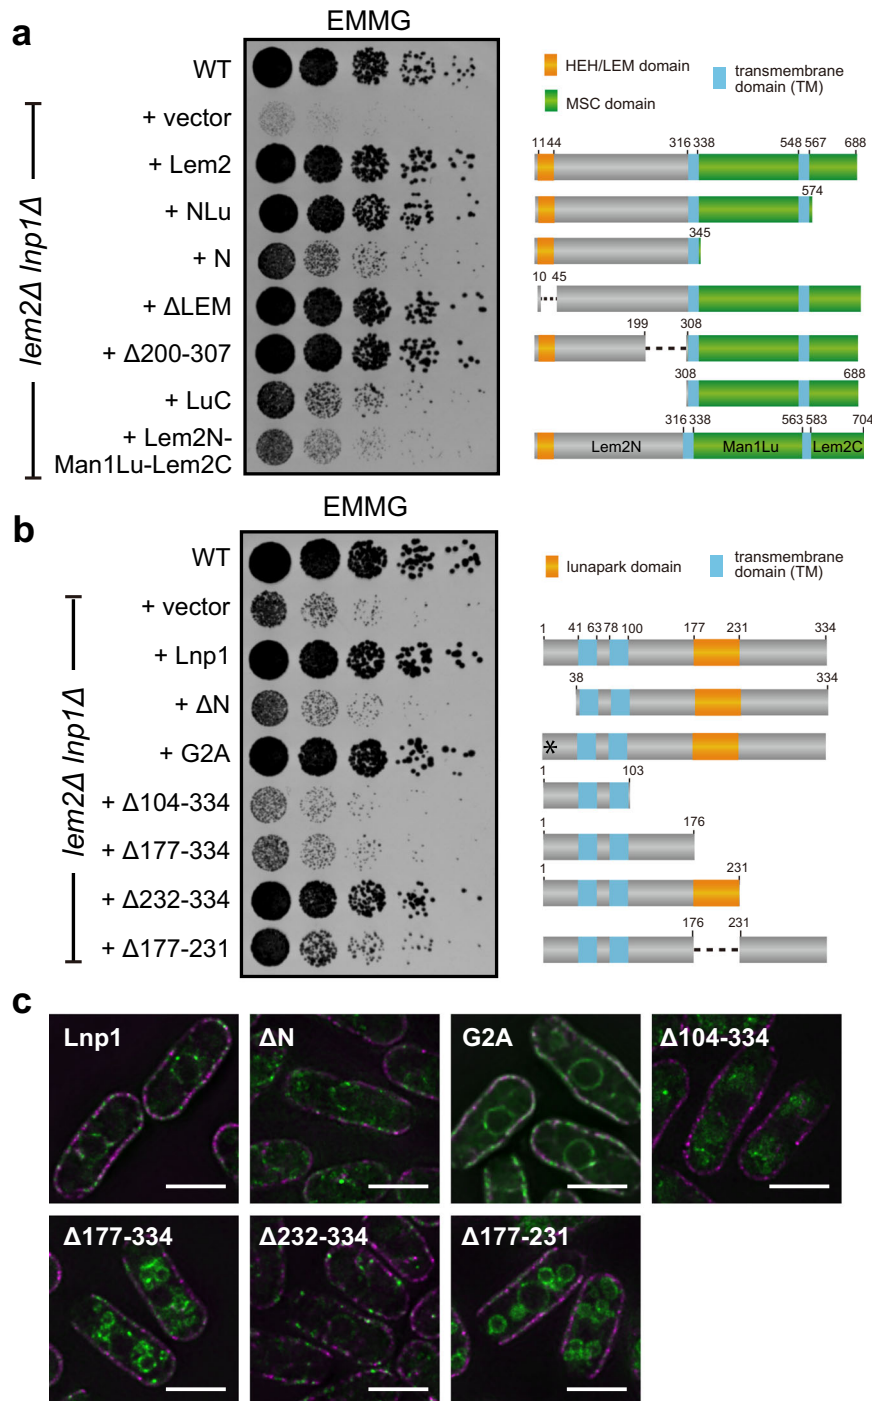 a
EMMG
WT
+ vector
+ Lem2
+ NLu
+ N
+ ΔLEM
+ Δ200-307
+ LuC
+ Lem2N-
Man1Lu-Lem2C
lem2Δ lnp1Δ
HEH/LEM domain
MSC domain
transmembrane
domain (TM)
1144 316 338 548 567 688
574
345
10 45
199 308
308 688
316 338 563 583 704
Lem2N Man1Lu Lem2C
b
EMMG
WT
+ vector
+ Lnp1
+ ΔN
+ G2A
+ Δ104-334
+ Δ177-334
+ Δ232-334
+ Δ177-231
lem2Δ lnp1Δ
lunapark domain
transmembrane
domain (TM)
1 41 63 78 100 177 231 334
38 334
*
1 103
1 176
1 231
176 231
c
Lnp1
ΔN
G2A
Δ104-334
Δ177-334
Δ232-334
Δ177-231